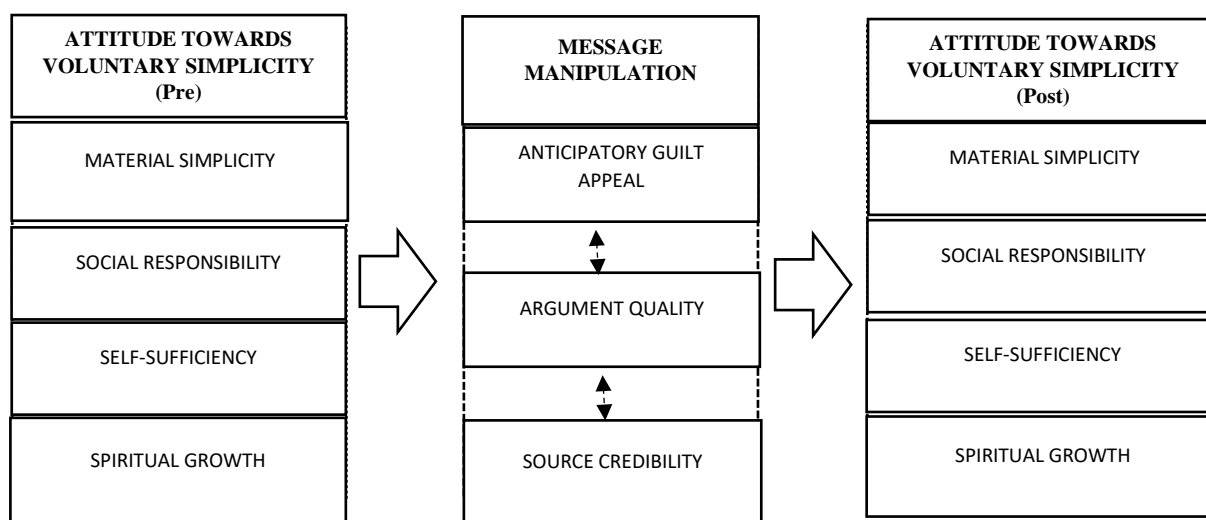 ATTITUDE TOWARDS
VOLUNTARY SIMPLICITY
(Pre)
MATERIAL SIMPLICITY
SOCIAL RESPONSIBILITY
SELF-SUFFICIENCY
SPIRITUAL GROWTH
MESSAGE
MANIPULATION
ANTICIPATORY GUILT
APPEAL
ARGUMENT QUALITY
SOURCE CREDIBILITY
ATTITUDE TOWARDS
VOLUNTARY SIMPLICITY
(Post)
MATERIAL SIMPLICITY
SOCIAL RESPONSIBILITY
SELF-SUFFICIENCY
SPIRITUAL GROWTH